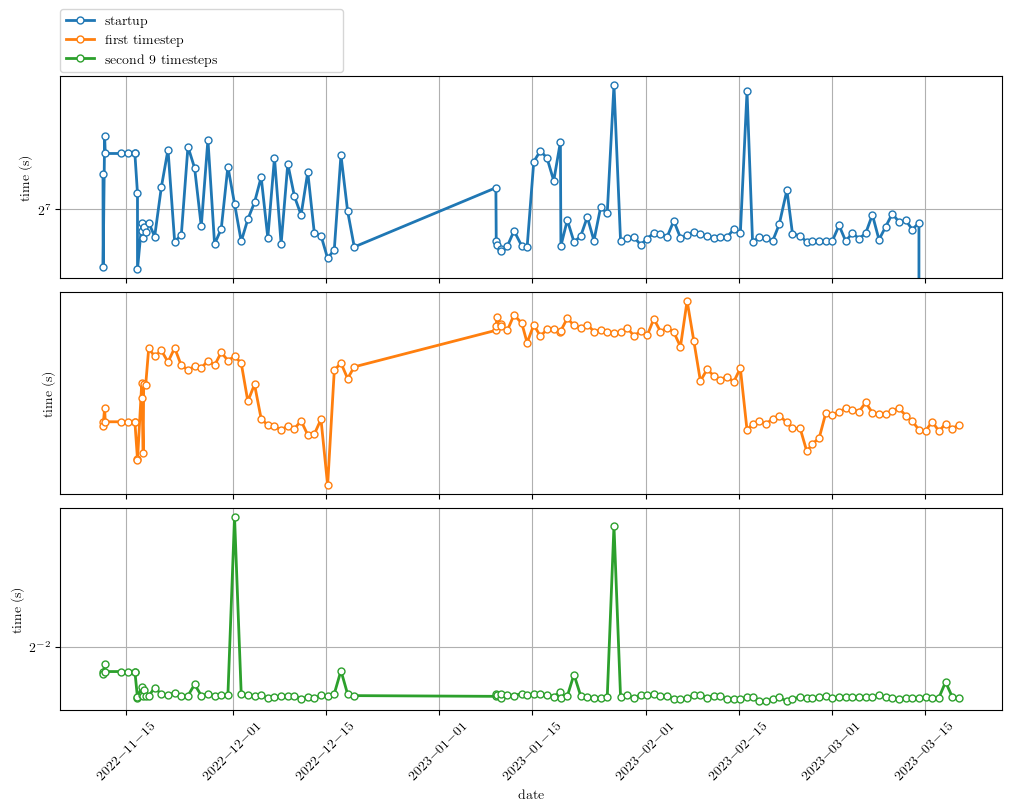 startup
first timestep
second 9 timesteps
time (s)
2⁷
time (s)
time (s)
2⁻²
2022−11−15
2022−12−01
2022−12−15
2023−01−01
2023−01−15
2023−02−01
2023−02−15
2023−03−01
2023−03−15
date